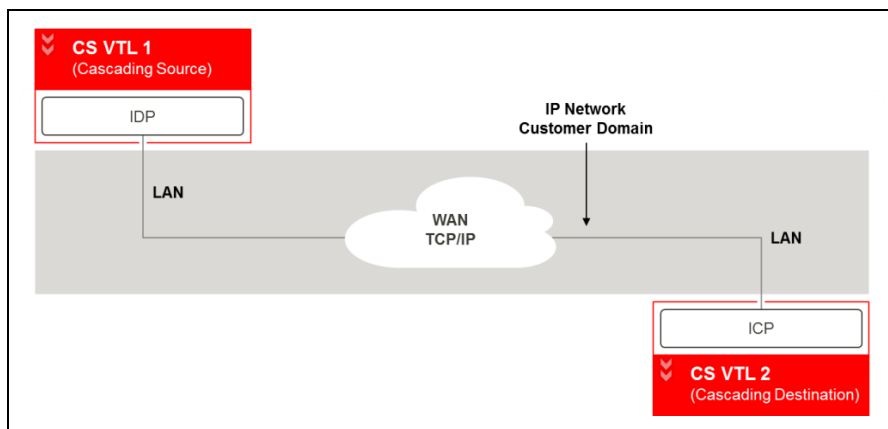 CS VTL 1
(Cascading Source)
IDP
IP Network
Customer Domain
LAN
WAN
TCP/IP
LAN
ICP
CS VTL 2
(Cascading Destination)